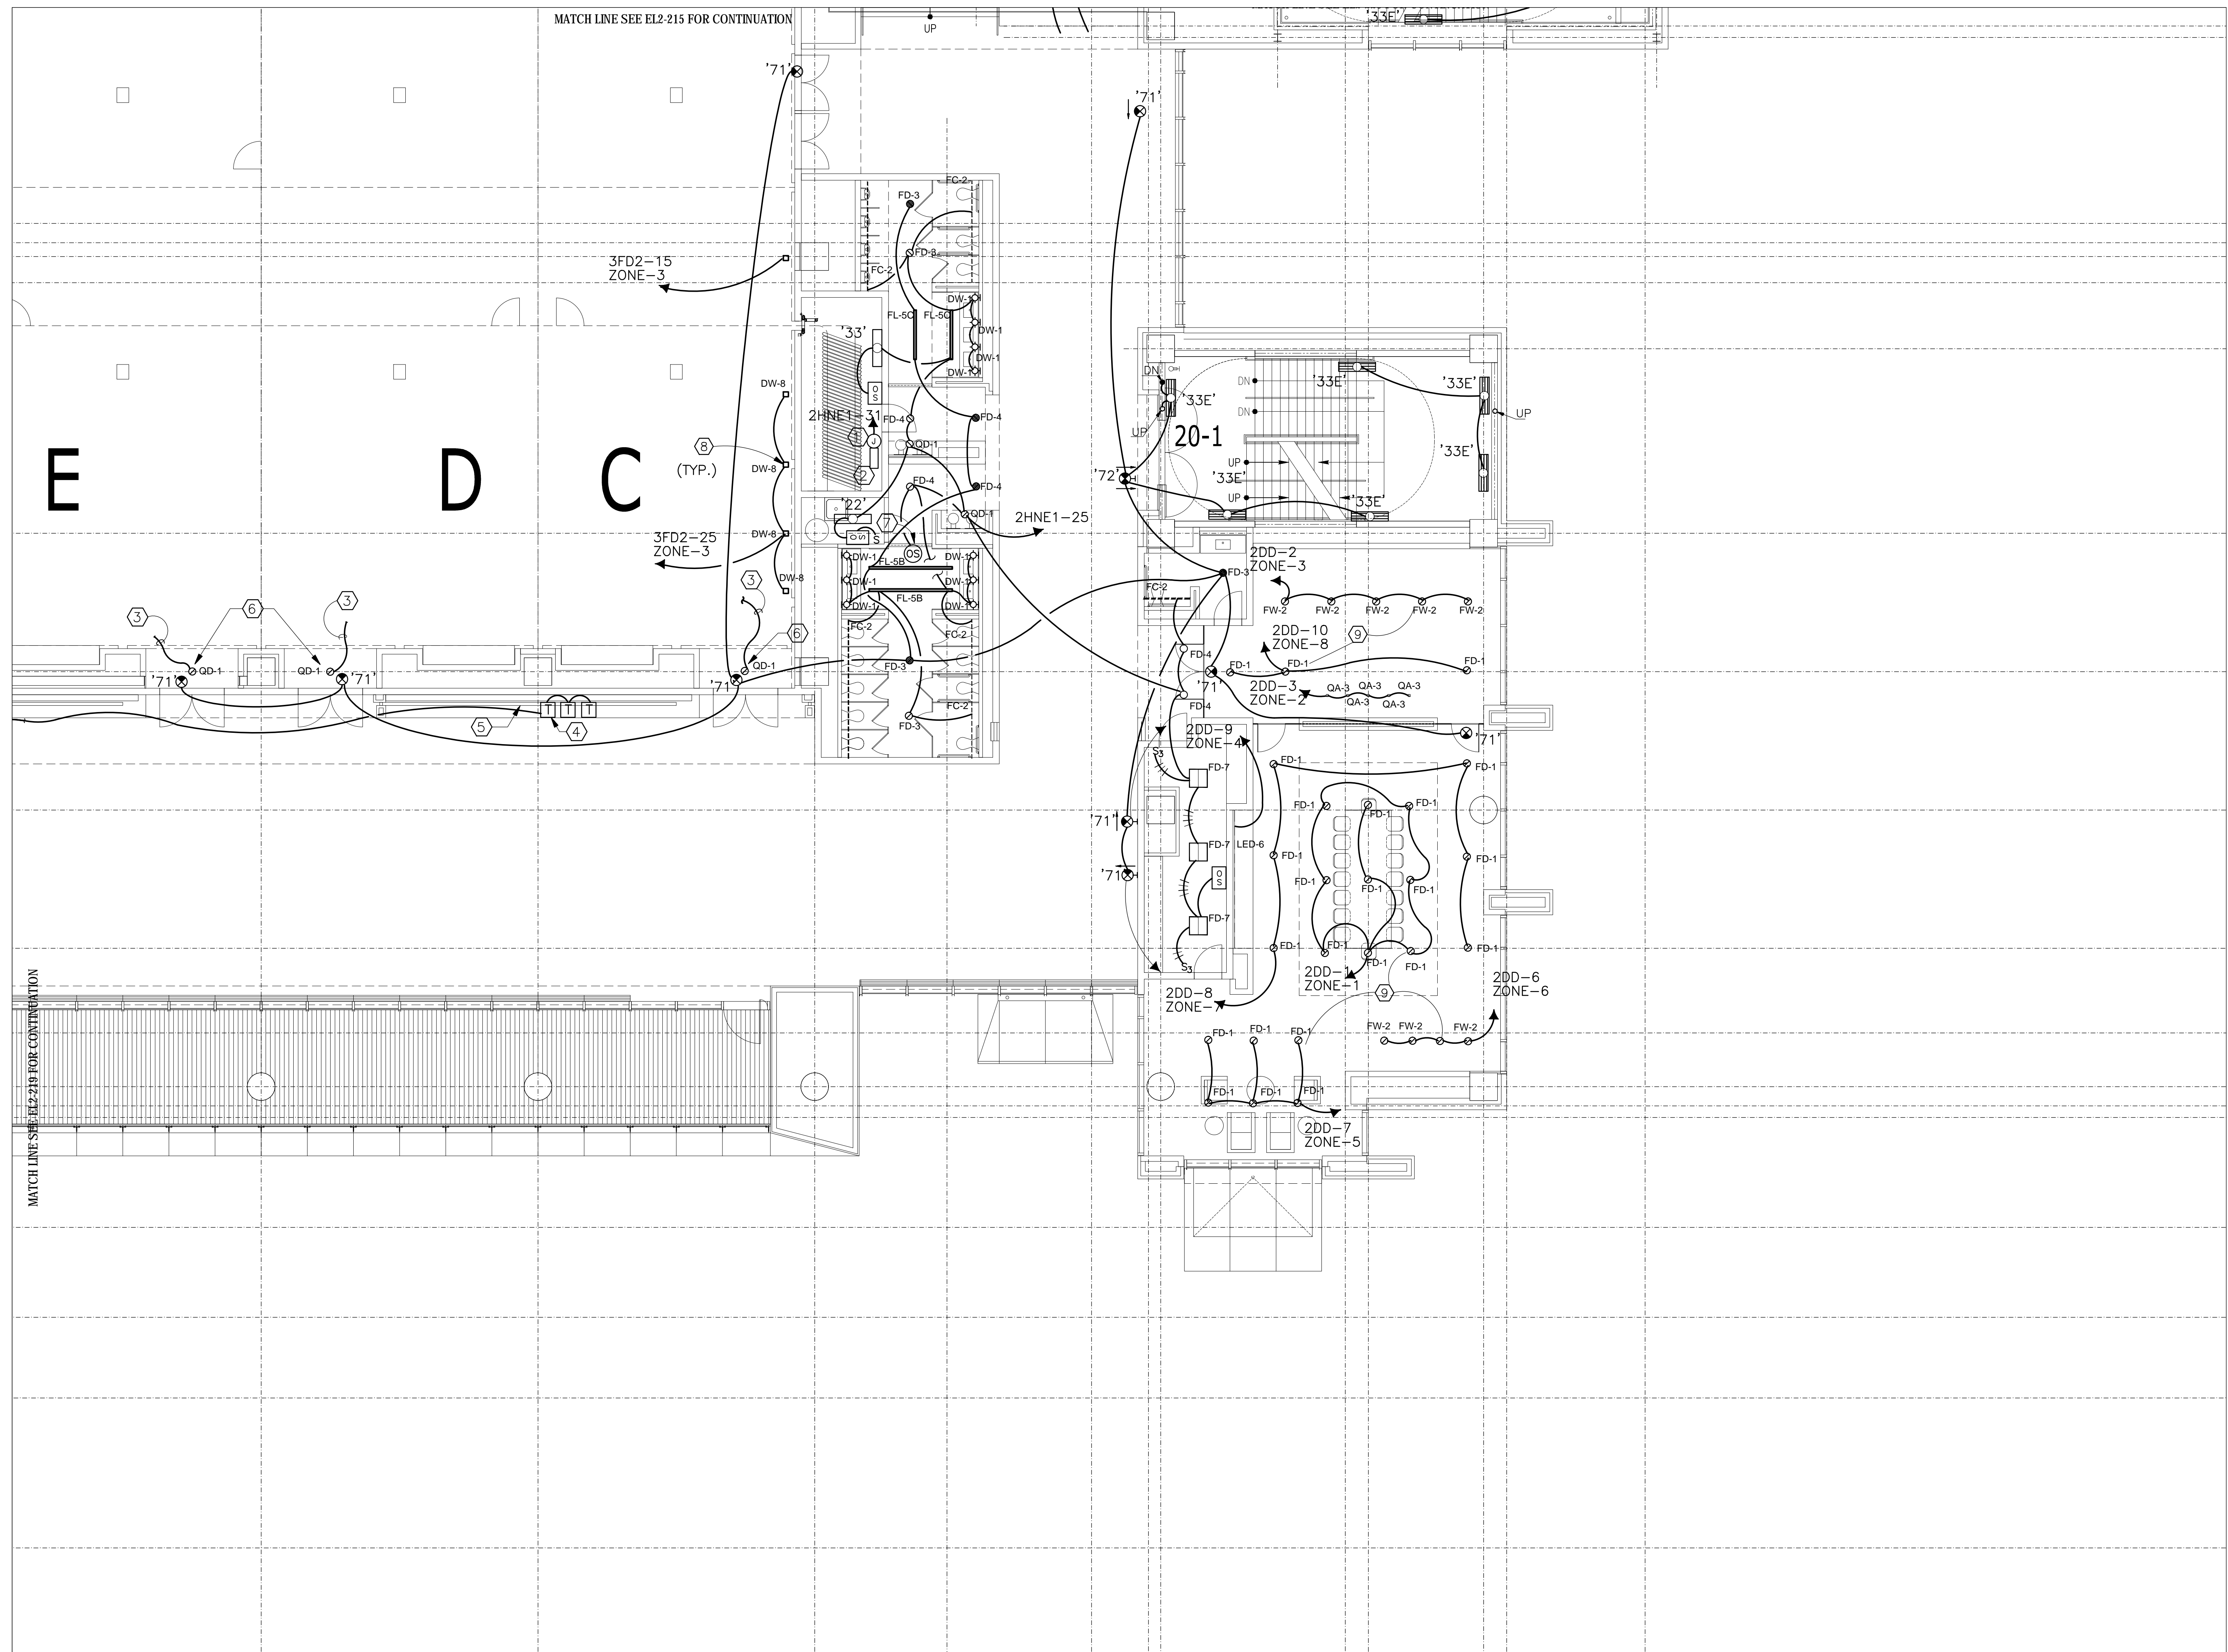 MATCH LINE SEE EL2-215 FOR CONTINUATION
UP
'33E'
'71'
'71'
FC-2
FD-3
FD-3
FC-2
3FD2-15
ZONE-3
DW-1
FL-5C
FL-5C
DW-1
DW-1
DW-1
'33'
O
S
DN
DN
DN
'33E'
'33E'
'33E'
UP
UP
20-1
DW-8
2HNE1-31
FD-4
FD-4
1
J
QD-1
2
8
(TYP.)
DW-8
E
D
C
FD-4
FD-4
'72'
UP
UP
'33E'
'33E'
'33E'
'22'
7
QD-1
2HNE1-25
O
S
S
OS
3FD2-25
ZONE-3
DW-8
DW-8
DW-1
DW-1
FL-5B
DW-1
DW-1
FL-5B
DW-1
DW-1
FC-2
FC-2
2DD-2
ZONE-3
FD-3
FC-2
FW-2
FW-2
FW-2
FW-2
FW-2
3
6
3
3
6
2DD-10
ZONE-8
9
QD-1
QD-1
QD-1
'71'
'71'
'71'
FD-3
FD-4
FD-1
FD-1
FD-1
'71'
2DD-3
ZONE-2
QA-3
QA-3
QA-3
QA-3
QA-3
FC-2
FD-3
FD-4
5
T
T
T
4
2DD-9
ZONE-4
'71'
S3
FD-7
FD-1
FD-1
FD-1
FD-1
FD-1
'71'
FD-7
LED-6
FD-1
FD-1
'71'
O
S
FD-1
FD-1
FD-1
FD-7
FD-1
FD-1
FD-1
FD-1
FD-1
S3
2DD-1
ZONE-1
2DD-6
ZONE-6
2DD-8
ZONE-7
9
FD-1
FD-1
FD-1
FW-2
FW-2
FW-2
FD-1
FD-1
FD-1
2DD-7
ZONE-5
MATCH LINE SEE EL2-219 FOR CONTINUATION